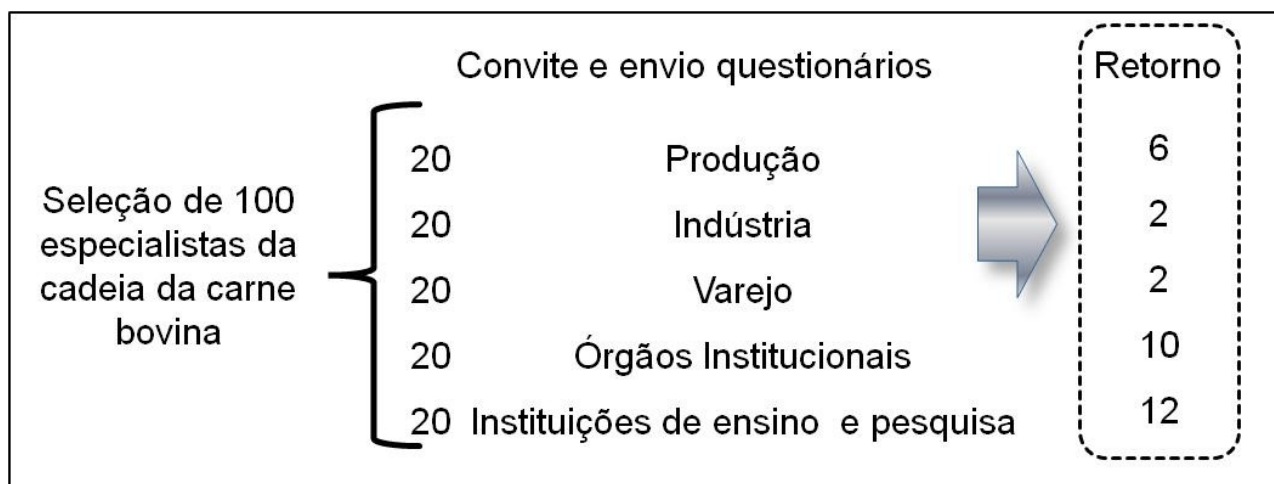 Convite e envio questionários
Retorno
Seleção de 100
especialistas da
cadeia da carne
bovina
20 Produção 6
20 Indústria 2
20 Varejo 2
20 Órgãos Institucionais 10
20 Instituições de ensino e pesquisa 12